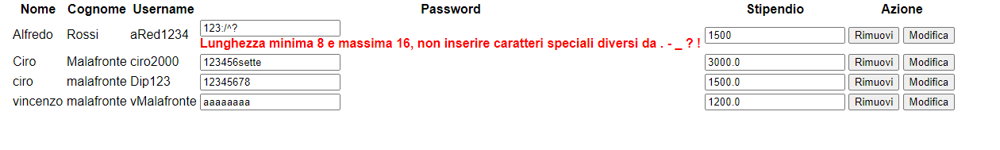 Nome Cognome Username Password Stipendio Azione
Alfredo Rossi aRed1234 123:/^? 1500 Rimuovi Modifica
Lunghezza minima 8 e massima 16, non inserire caratteri speciali diversi da . - _ ? !
Ciro Malafronte ciro2000 123456sette 3000.0 Rimuovi Modifica
ciro malafronte Dip123 12345678 1500.0 Rimuovi Modifica
vincenzo malafronte vMalafronte aaaaaaaa 1200.0 Rimuovi Modifica